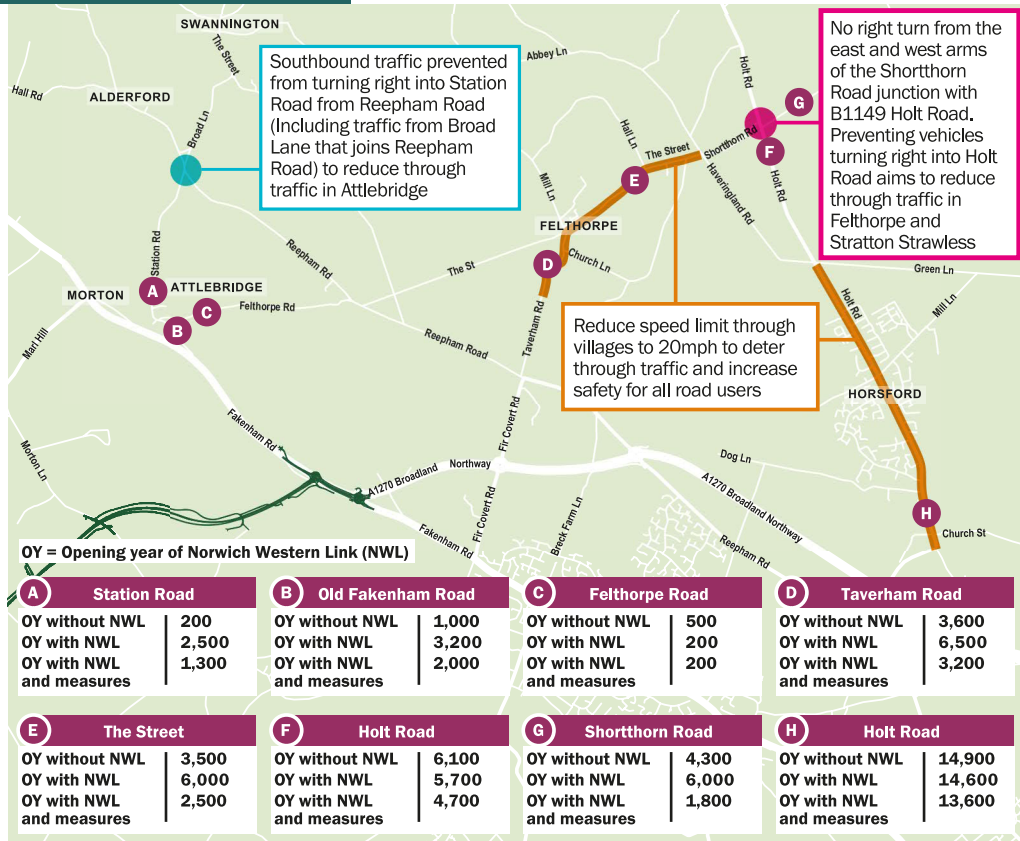 SWANNINGTON
The Street
Abbey Ln
Holt Rd
Hall Rd
ALDERFORD
Broad Ln
Southbound traffic prevented
from turning right into Station
Road from Reepham Road
(Including traffic from Broad
Lane that joins Reepham
Road) to reduce through
traffic in Attlebridge
No right turn from the
east and west arms
of the Shortthorn
Road junction with
B1149 Holt Road.
Preventing vehicles
turning right into Holt
Road aims to reduce
through traffic in
Felthorpe and
Stratton Strawless
G
F
Hall Ln
The Street
Shortthorn Rd
E
Mill Ln
Haveringland Rd
Holt Rd
FELTHORPE
Church Ln
D
Station Rd
Reepham Rd
The St
Green Ln
MORTON
A
ATTLEBRIDGE
C
B
Felthorpe Rd
Taverham Rd
Holt Rd
Mill Ln
Marl Hill
Reepham Road
Reduce speed limit through
villages to 20mph to deter
through traffic and increase
safety for all road users
HORSFORD
Fakenham Rd
Fir Covert Rd
Morton Ln
A1270 Broadland
Northway
Dog Ln
A1270 Broadland Northway
Fir Covert Rd
Breck Farm Ln
Fakenham Rd
Reepham Rd
H
Church St
OY = Opening year of Norwich Western Link (NWL)
A Station Road
OY without NWL 200
OY with NWL 2,500
OY with NWL 1,300
and measures
B Old Fakenham Road
OY without NWL 1,000
OY with NWL 3,200
OY with NWL 2,000
and measures
C Felthorpe Road
OY without NWL 500
OY with NWL 200
OY with NWL 200
and measures
D Taverham Road
OY without NWL 3,600
OY with NWL 6,500
OY with NWL 3,200
and measures
E The Street
OY without NWL 3,500
OY with NWL 6,000
OY with NWL 2,500
and measures
F Holt Road
OY without NWL 6,100
OY with NWL 5,700
OY with NWL 4,700
and measures
G Shortthorn Road
OY without NWL 4,300
OY with NWL 6,000
OY with NWL 1,800
and measures
H Holt Road
OY without NWL 14,900
OY with NWL 14,600
OY with NWL 13,600
and measures